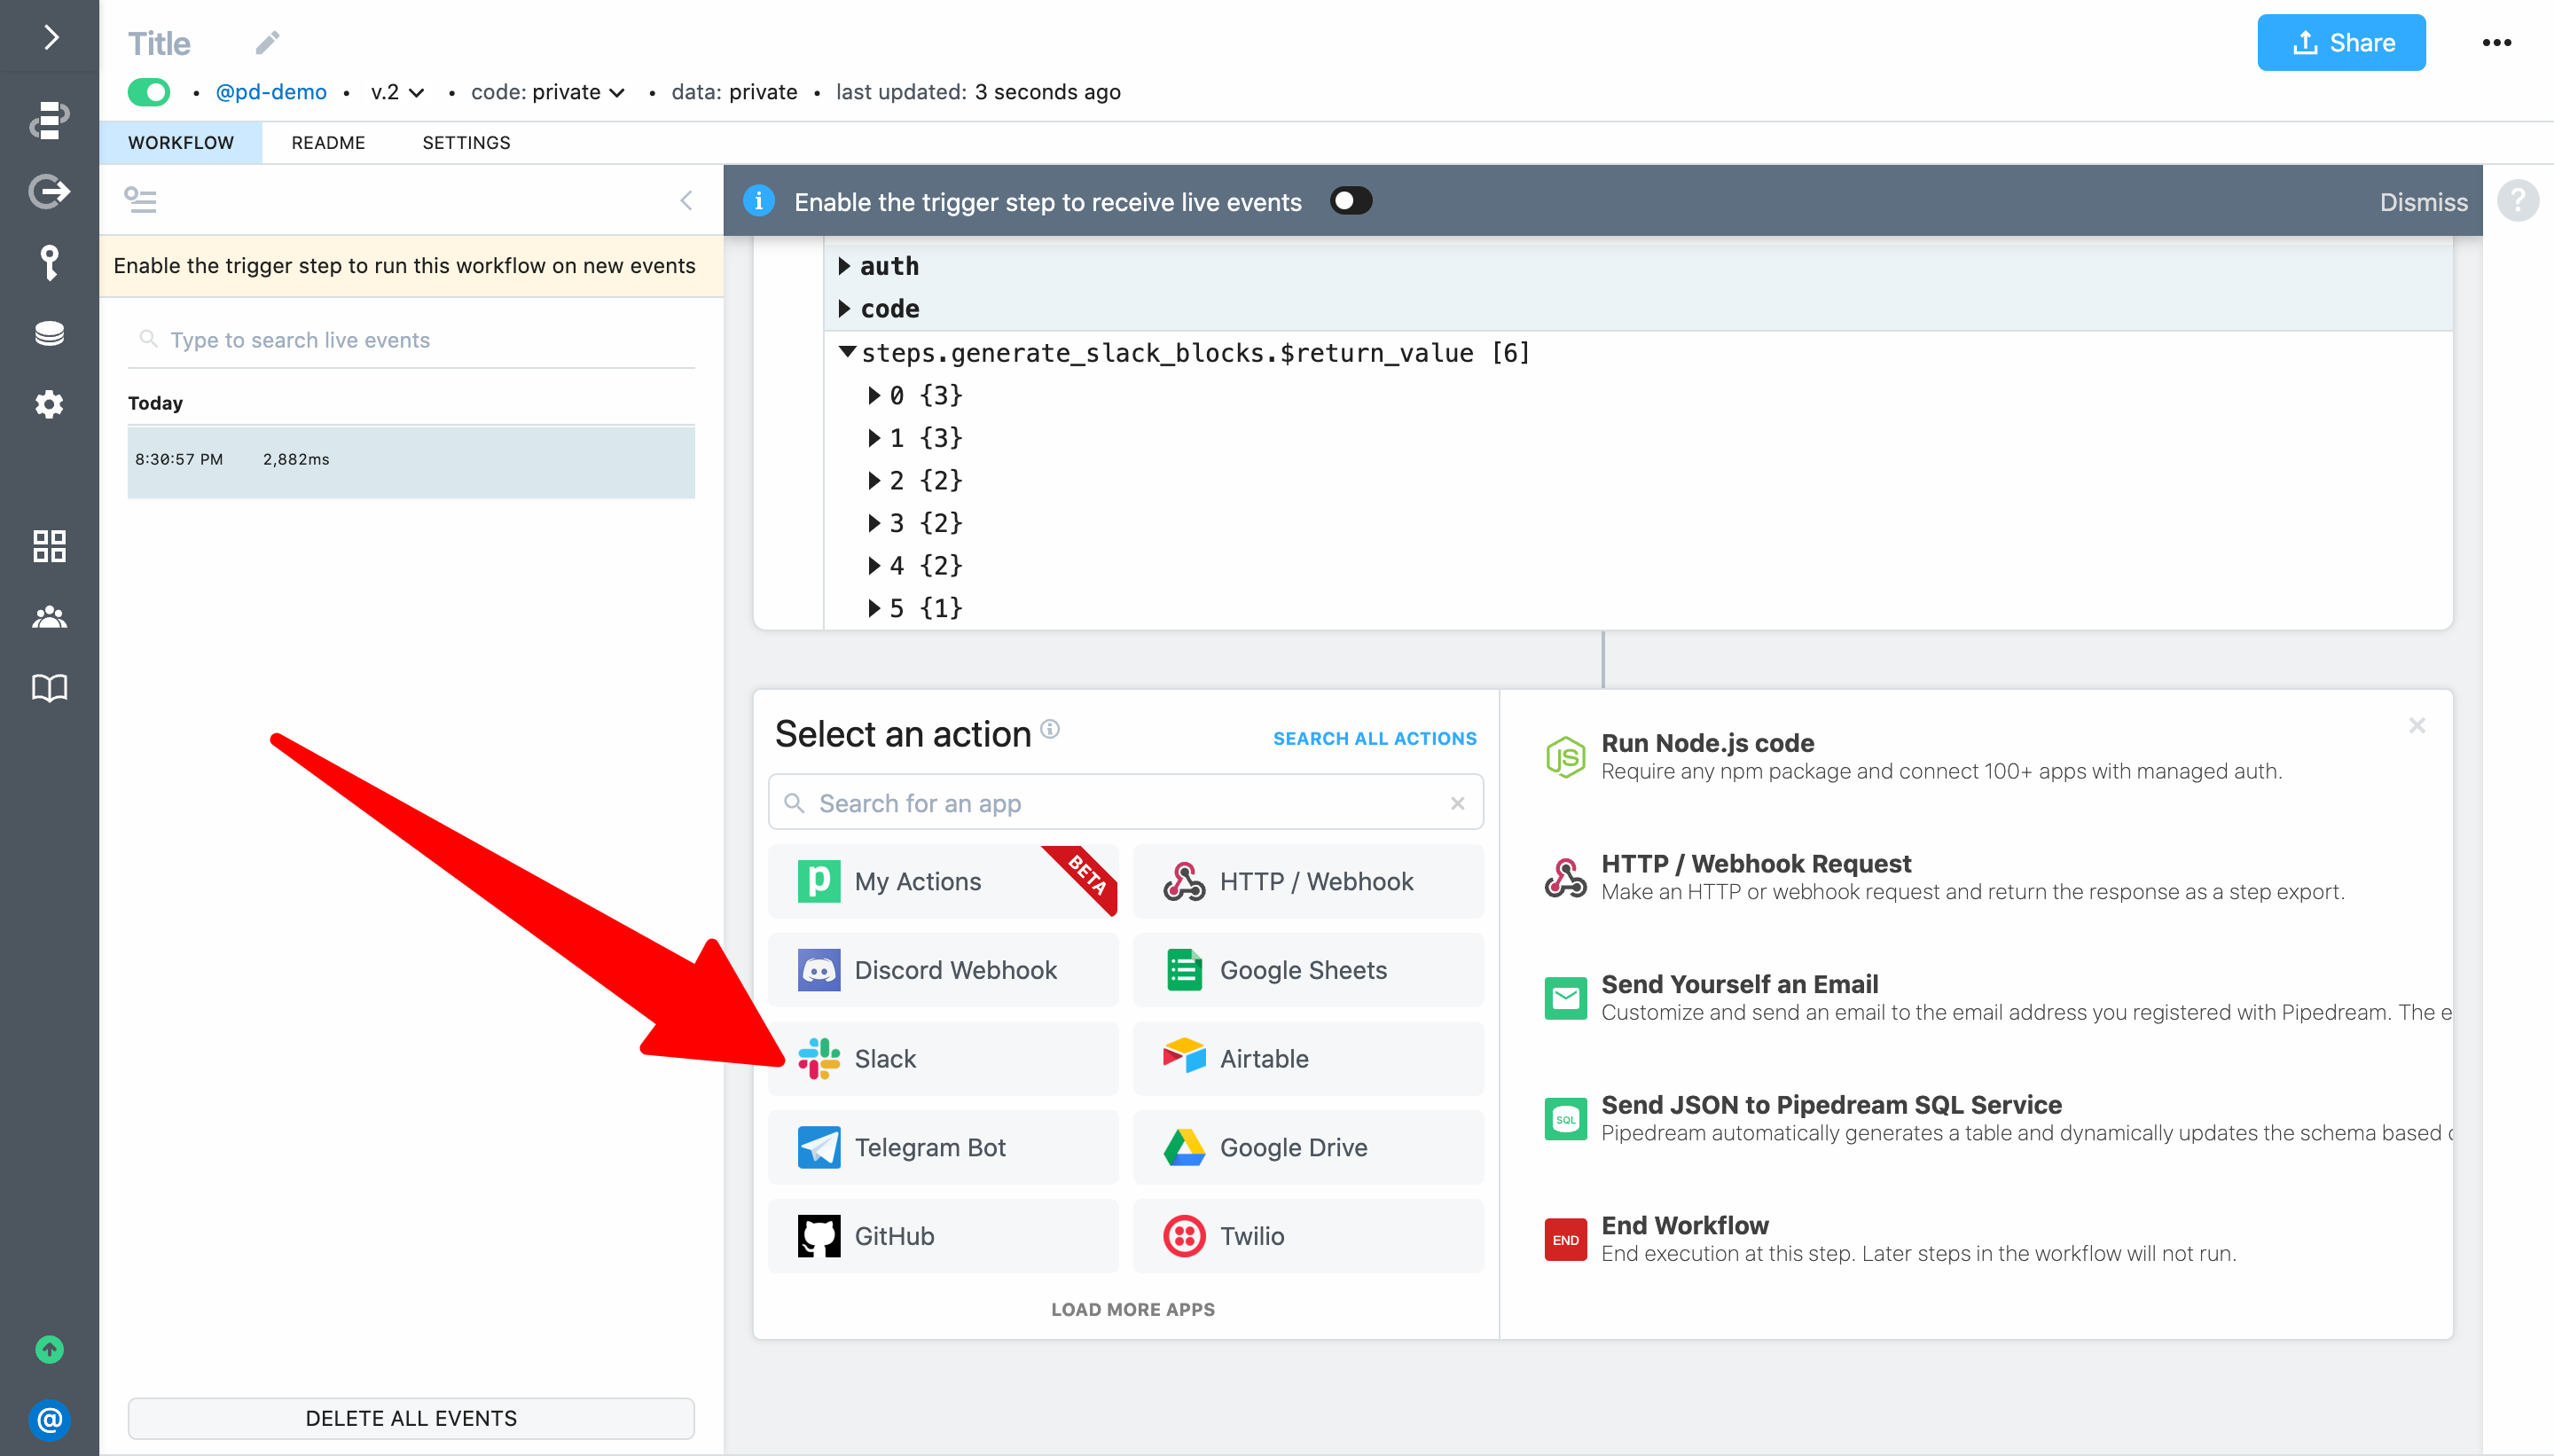 Title
Share
• @pd-demo • v.2 • code: private • data: private • last updated: 3 seconds ago
WORKFLOW README SETTINGS
i Enable the trigger step to receive live events Dismiss ?
Enable the trigger step to run this workflow on new events
Type to search live events
Today
8:30:57 PM 2,882ms
DELETE ALL EVENTS
@
auth
code
steps.generate_slack_blocks.$return_value [6]
0 {3}
1 {3}
2 {2}
3 {2}
4 {2}
5 {1}
Select an action SEARCH ALL ACTIONS
Search for an app
My Actions BETA
HTTP / Webhook
Discord Webhook
Google Sheets
Slack
Airtable
Telegram Bot
Google Drive
GitHub
Twilio
LOAD MORE APPS
JS Run Node.js code
Require any npm package and connect 100+ apps with managed auth.
HTTP / Webhook Request
Make an HTTP or webhook request and return the response as a step export.
Send Yourself an Email
Customize and send an email to the email address you registered with Pipedream. The e
SQL Send JSON to Pipedream SQL Service
Pipedream automatically generates a table and dynamically updates the schema based
END End Workflow
End execution at this step. Later steps in the workflow will not run.